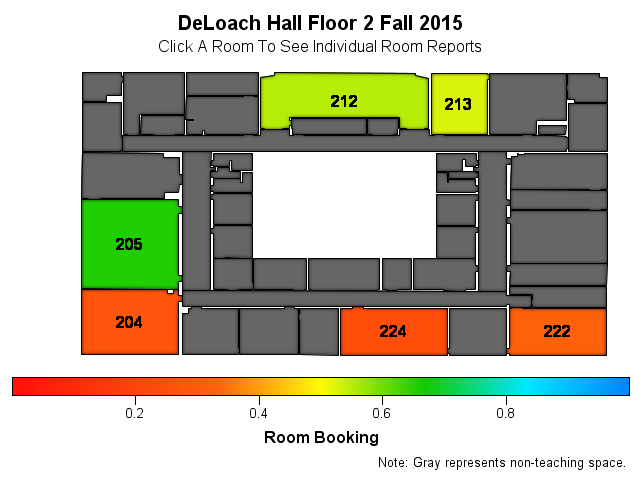 DeLoach Hall Floor 2 Fall 2015
Click A Room To See Individual Room Reports
212
213
205
204
224
222
0.2 0.4 0.6 0.8
Room Booking
Note: Gray represents non-teaching space.